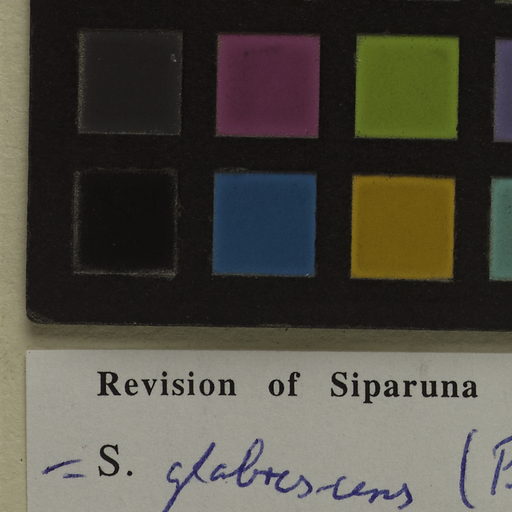 Revision of Siparuna
= S. glabrescens (B